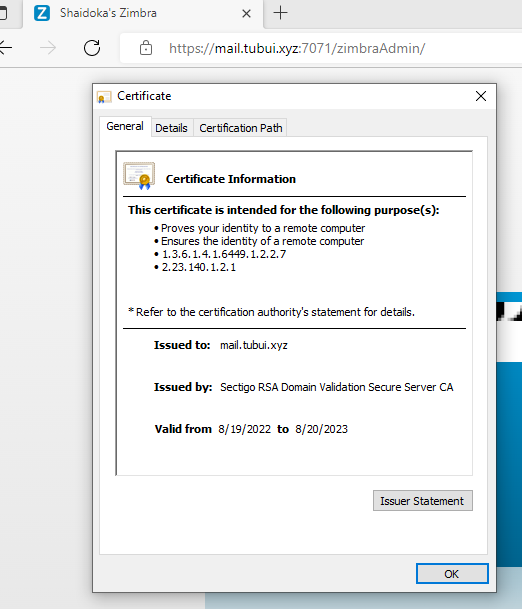 Shaidoka's Zimbra
https://mail.tubui.xyz:7071/zimbraAdmin/
Certificate
General Details Certification Path
Certificate Information
This certificate is intended for the following purpose(s):
• Proves your identity to a remote computer
• Ensures the identity of a remote computer
• 1.3.6.1.4.1.6449.1.2.2.7
• 2.23.140.1.2.1
* Refer to the certification authority's statement for details.
Issued to: mail.tubui.xyz
Issued by: Sectigo RSA Domain Validation Secure Server CA
Valid from 8/19/2022 to 8/20/2023
Issuer Statement
OK